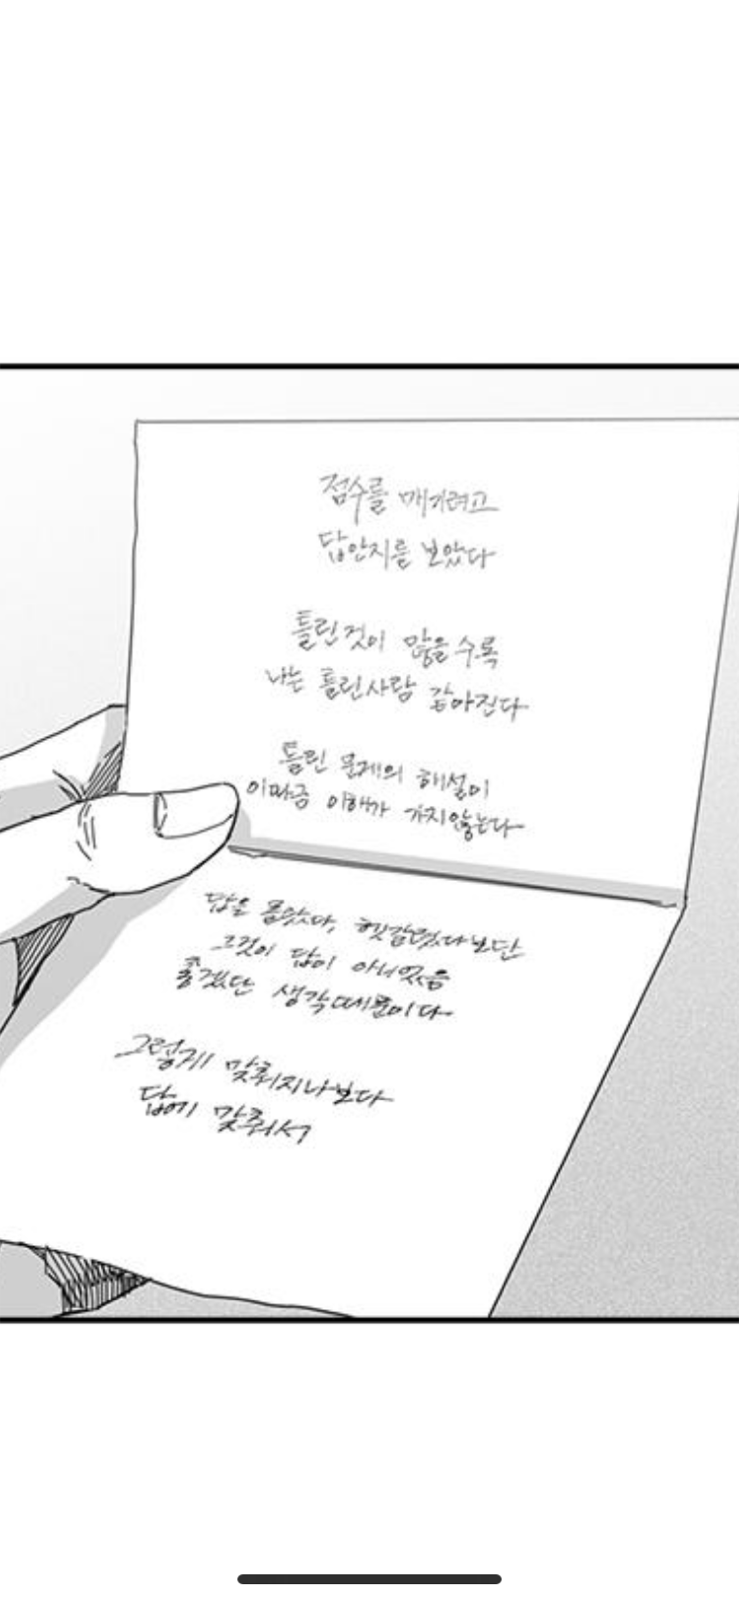 점수를 매기려고
답안지를 보았다
틀린것이 많을수록
나는 틀린사람 같아진다
틀린 문제의 해설이
이따금 이해가 가지않는다
답은 몰랐다, 헷갈렸다보단
그것이 답이 아니었음
좋겠단 생각때문이다
그렇게 맞춰지나보다
답에 맞춰서